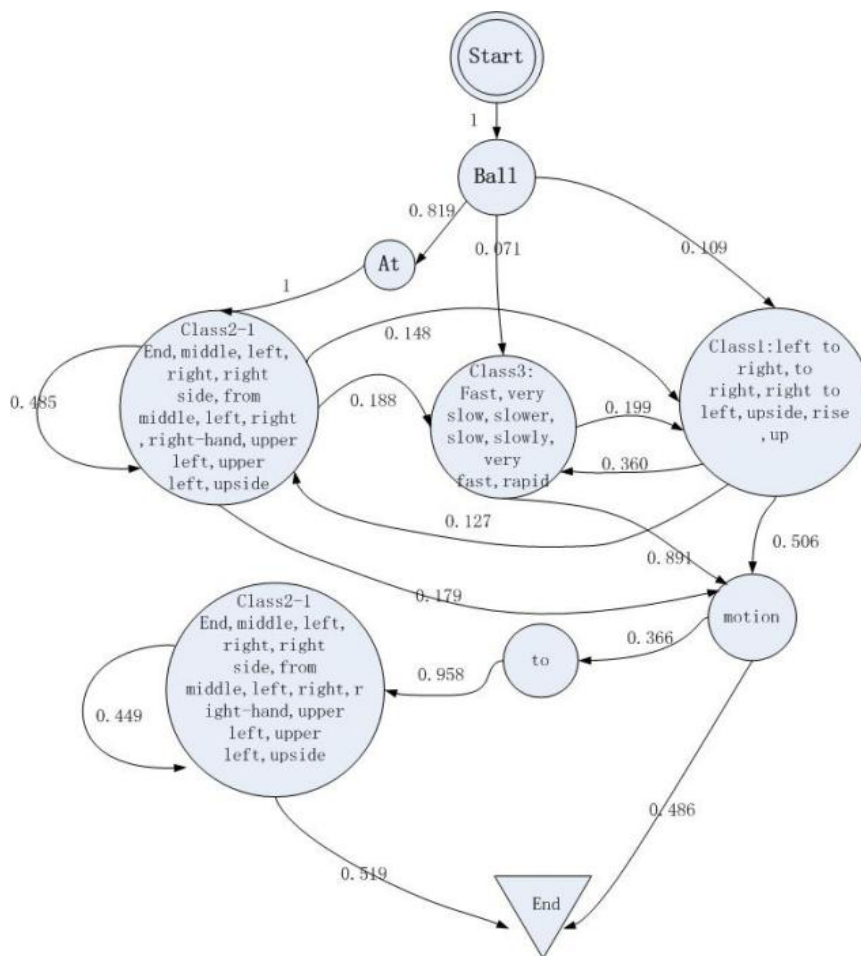 Start
1
Ball
0.819
0.071
0.109
At
1
Class2-1
End,middle,left,
right,right
side,from
middle,left,right
,right-hand,upper
left,upper
left,upside
0.148
Class1:left to
right,to
right,right to
left,upside,rise
,up
Class3:
Fast,very
slow,slower,
slow,slowly,
very
fast,rapid
0.485
0.188
0.199
0.360
0.127
0.891
0.506
0.179
motion
Class2-1
End,middle,left,
right,right
side,from
middle,left,right,r
ight-hand,upper
left,upper
left,upside
0.366
to
0.958
0.449
0.486
0.519
End